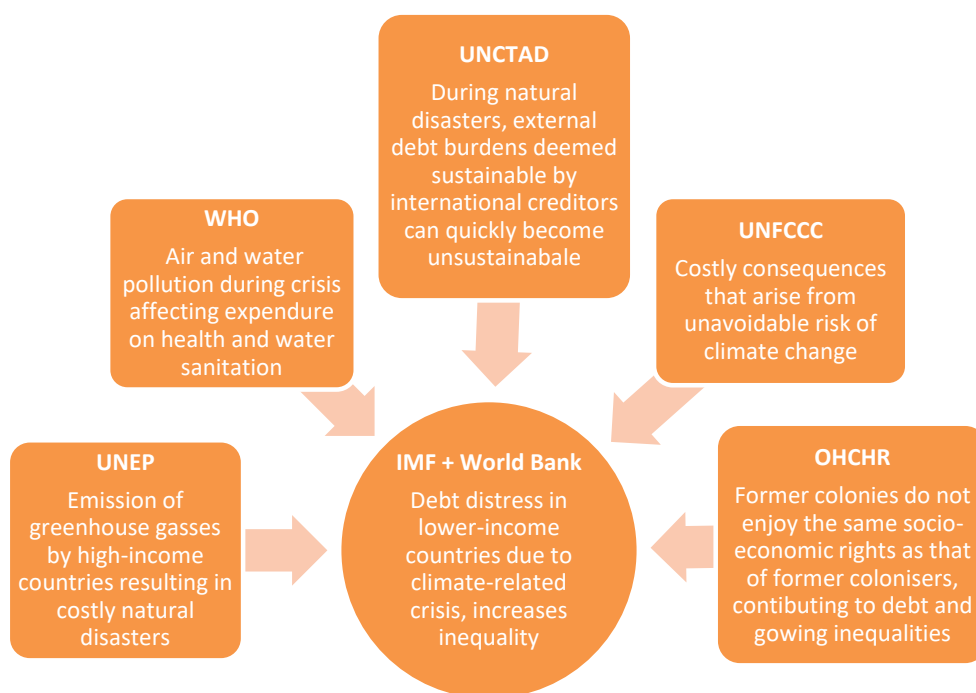 UNCTAD
During natural
disasters, external
debt burdens deemed
sustainable by
international creditors
can quickly become
unsustainabale
WHO
Air and water
pollution during crisis
affecting expendure
on health and water
sanitation
UNFCCC
Costly consequences
that arise from
unavoidable risk of
climate change
UNEP
Emission of
greenhouse gasses
by high-income
countries resulting in
costly natural
disasters
IMF + World Bank
Debt distress in
lower-income
countries due to
climate-related
crisis, increases
inequality
OHCHR
Former colonies do not
enjoy the same socio-
economic rights as that
of former colonisers,
contibuting to debt and
gowing inequalities